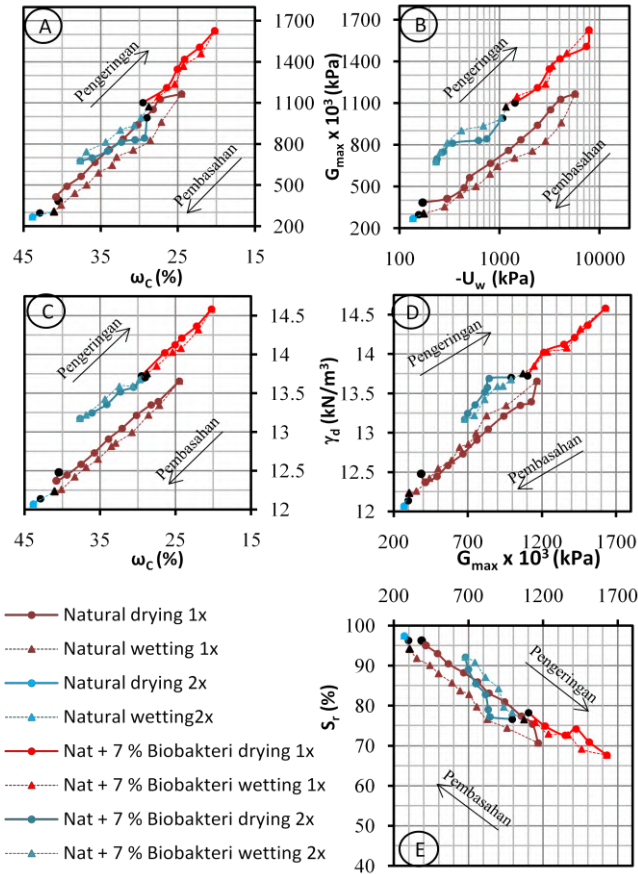 A
Pengeringan
Pembasahan
1700
1400
1100
800
500
200
45
35
25
15
ωc (%)
Gmax x 10³ (kPa)
B
Pengeringan
Pembasahan
1700
1400
1100
800
500
200
100
1000
10000
-Uw (kPa)
C
Pengeringan
Pembasahan
14.5
14
13.5
13
12.5
12
45
35
25
15
ωc (%)
γd (kN/m³)
D
Pengeringan
Pembasahan
14.5
14
13.5
13
12.5
12
200
700
1200
1700
Gmax x 10³ (kPa)
Natural drying 1x
Natural wetting 1x
Natural drying 2x
Natural wetting2x
Nat + 7 % Biobakteri drying 1x
Nat + 7 % Biobakteri wetting 1x
Nat + 7 % Biobakteri drying 2x
Nat + 7 % Biobakteri wetting 2x
200
700
1200
1700
100
90
80
70
60
50
40
Sr (%)
Pengeringan
Pembasahan
E